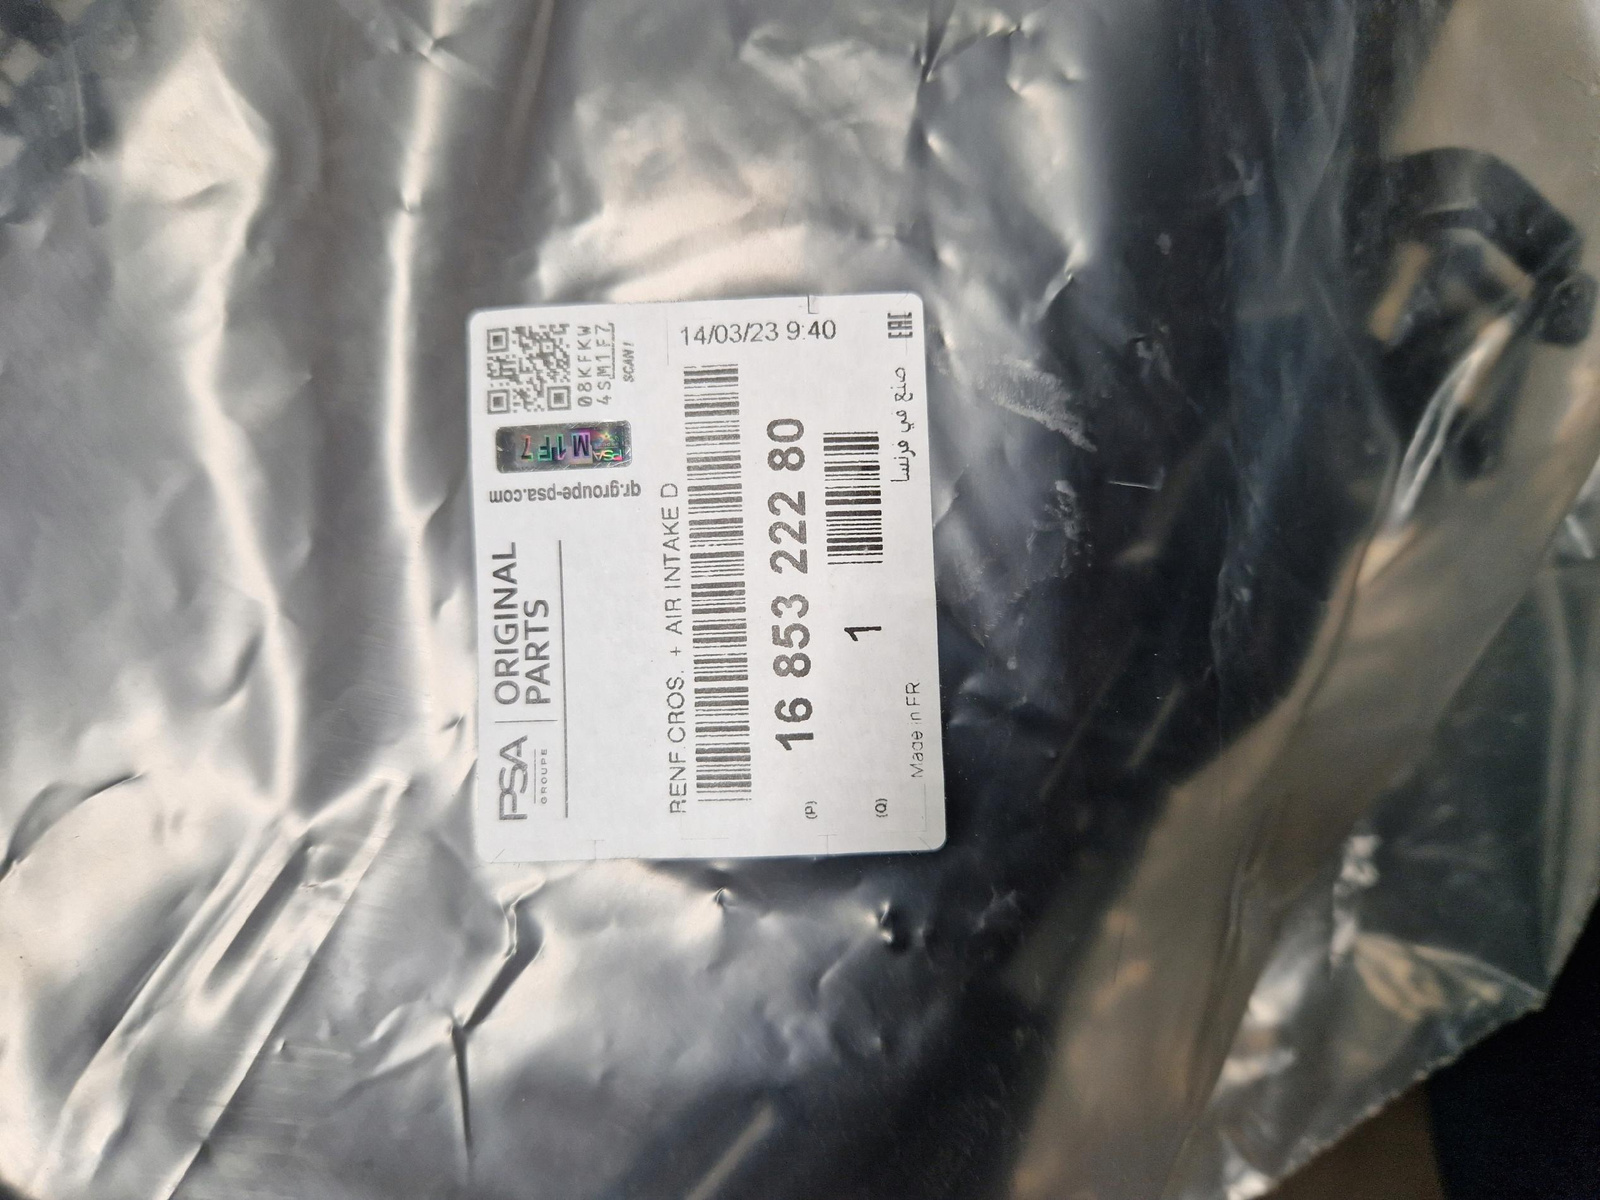 PSA
GROUPE
ORIGINAL
PARTS
qr.groupe-psa.com
PSA
M1F7
08KFKW
4SM1F7
SCAN!
RENF.CROS. + AIR INTAKE D
14/03/23 9:40
(P) 16 853 222 80
(Q) 1
Made in FR
صنع في فرنسا
EAC